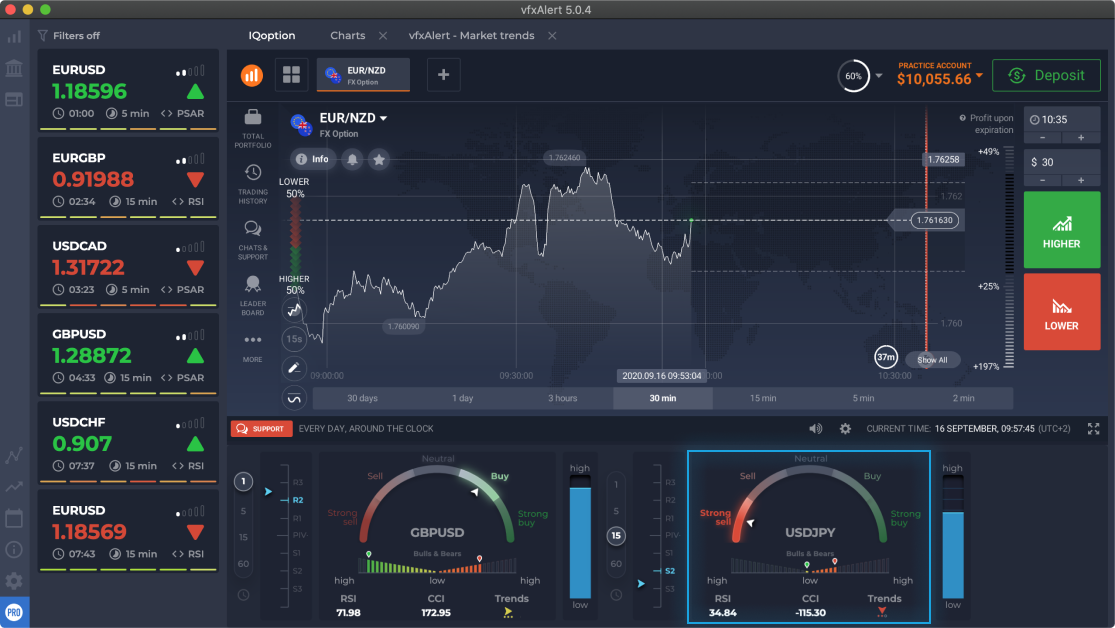 vfxAlert 5.0.4
Filters off
IQoption
Charts
vfxAlert - Market trends
EURUSD
1.18596
01:00
5 min
PSAR
EURGBP
0.91988
02:34
15 min
RSI
USDCAD
1.31722
03:23
5 min
PSAR
GBPUSD
1.28872
04:33
15 min
PSAR
USDCHF
0.907
07:37
15 min
RSI
EURUSD
1.18569
07:43
15 min
RSI
PRO
EUR/NZD
FX Option
60%
PRACTICE ACCOUNT
$10,055.66
Deposit
TOTAL
PORTFOLIO
TRADING
HISTORY
CHATS &
SUPPORT
LEADER
BOARD
MORE
EUR/NZD
FX Option
Info
LOWER
50%
HIGHER
50%
15s
1.762460
1.760090
Profit upon
expiration
+49%
1.76258
1.762
1.761630
+25%
1.760
+197%
37m
Show All
09:00:00
09:30:00
2020.09.16 09:53:04
:00
10:30:00
30 days
1 day
3 hours
30 min
15 min
5 min
2 min
10:35
-
+
$ 30
-
+
HIGHER
LOWER
SUPPORT
EVERY DAY, AROUND THE CLOCK
CURRENT TIME: 16 SEPTEMBER, 09:57:45 (UTC+2)
1
5
15
60
R3
R2
R1
PIV
S1
S2
S3
Neutral
Sell
Buy
Strong
sell
Strong
buy
GBPUSD
Bulls & Bears
high
low
high
RSI
71.98
CCI
172.95
Trends
high
low
1
5
15
60
R3
R2
R1
PIV
S1
S2
S3
Neutral
Sell
Buy
Strong
sell
Strong
buy
USDJPY
Bulls & Bears
high
low
high
RSI
34.84
CCI
-115.30
Trends
high
low